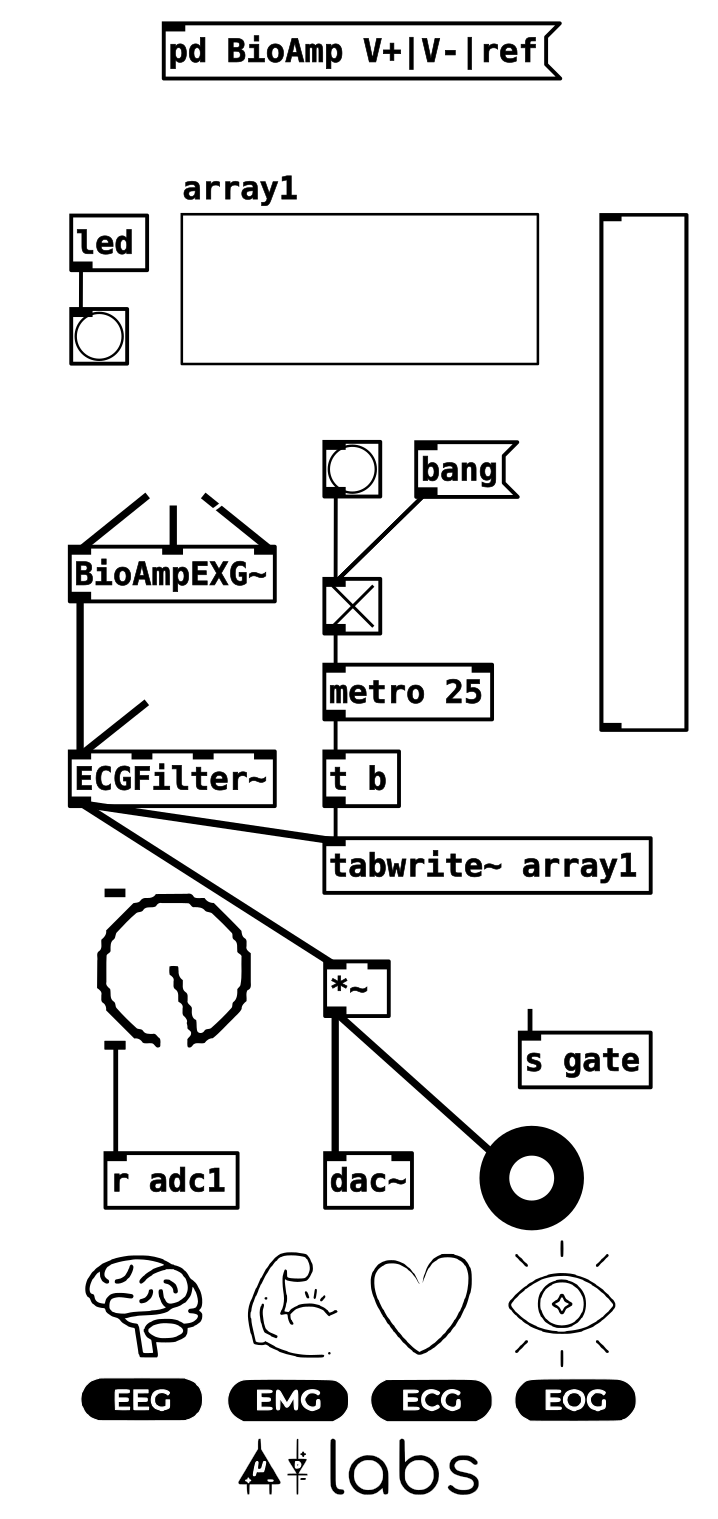 pd BioAmp V+|V-|ref
array1
led
bang
BioAmpEXG~
metro 25
ECGFilter~
t b
tabwrite~ array1
*~
s gate
r adc1
dac~
EEG
EMG
ECG
EOG
μ labs